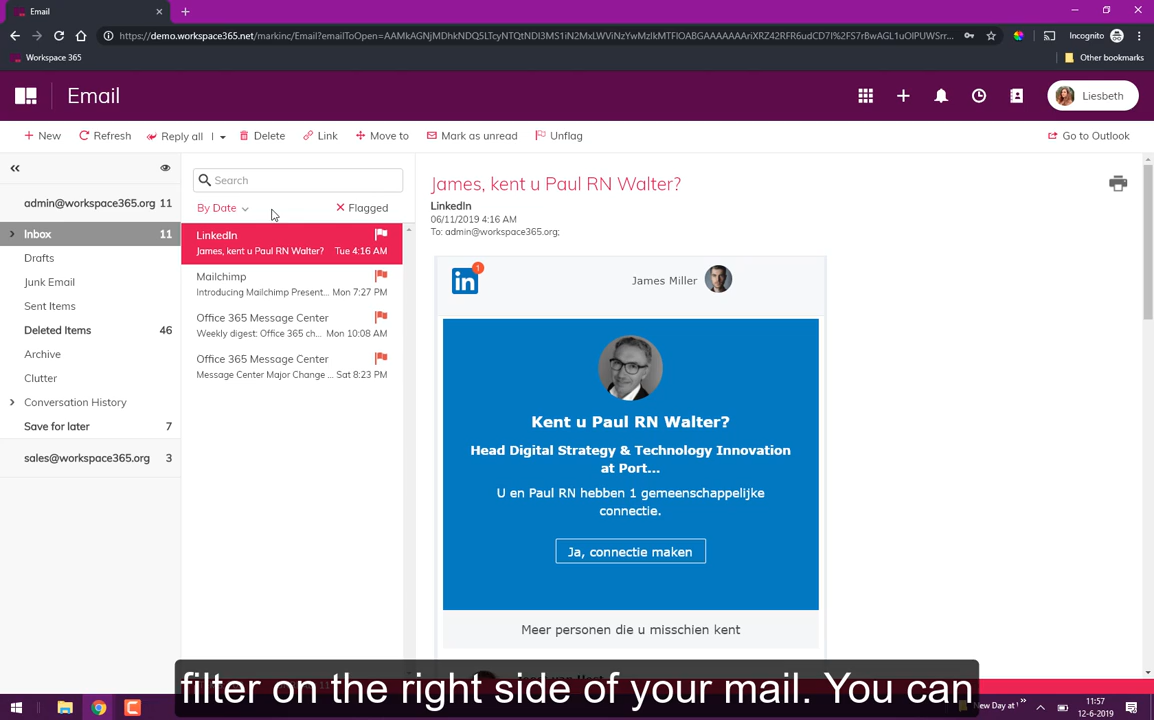 Email
https://demo.workspace365.net/markinc/Email?emailToOpen=AAMkAGNjMDhkNDQ5LTcyNTQtNDI3MS1iN2MxLWViNzYwMzlkMTFlOABGAAAAAAAriXRZ42RFR6udCD7I%2FS7rBwAGL1uOIPUWSrr...
Incognito
Workspace 365
Other bookmarks
Email
Liesbeth
New
Refresh
Reply all
Delete
Link
Move to
Mark as unread
Unflag
Go to Outlook
admin@workspace365.org 11
Inbox 11
Drafts
Junk Email
Sent Items
Deleted Items 46
Archive
Clutter
Conversation History
Save for later 7
sales@workspace365.org 3
Search
By Date
Flagged
LinkedIn
James, kent u Paul RN Walter? Tue 4:16 AM
Mailchimp
Introducing Mailchimp Present... Mon 7:27 PM
Office 365 Message Center
Weekly digest: Office 365 ch... Mon 10:08 AM
Office 365 Message Center
Message Center Major Change ... Sat 8:23 PM
James, kent u Paul RN Walter?
LinkedIn
06/11/2019 4:16 AM
To: admin@workspace365.org;
in 1
James Miller
Kent u Paul RN Walter?
Head Digital Strategy & Technology Innovation
at Port...
U en Paul RN hebben 1 gemeenschappelijke
connectie.
Ja, connectie maken
Meer personen die u misschien kent
filter on the right side of your mail. You can
New Day at
11:57
12-6-2019